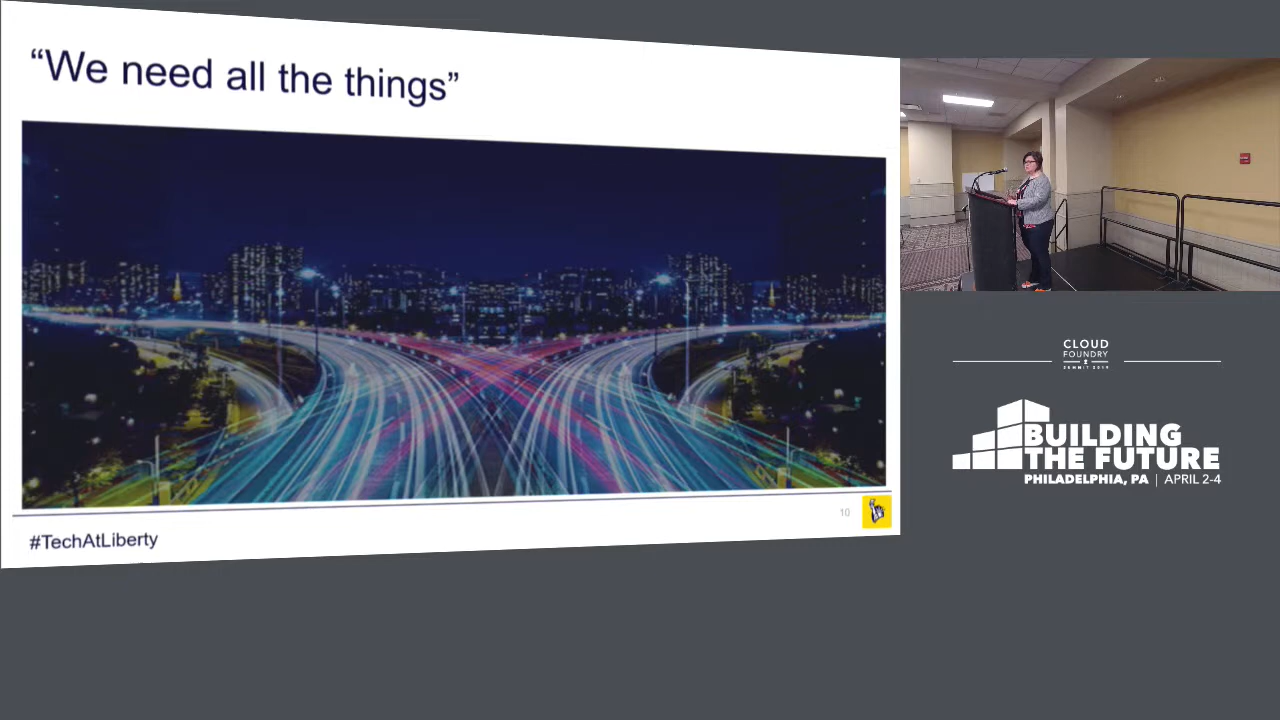 “We need all the things”
10
#TechAtLiberty
CLOUD
FOUNDRY
SUMMIT 2019
BUILDING
THE FUTURE
PHILADELPHIA, PA | APRIL 2-4